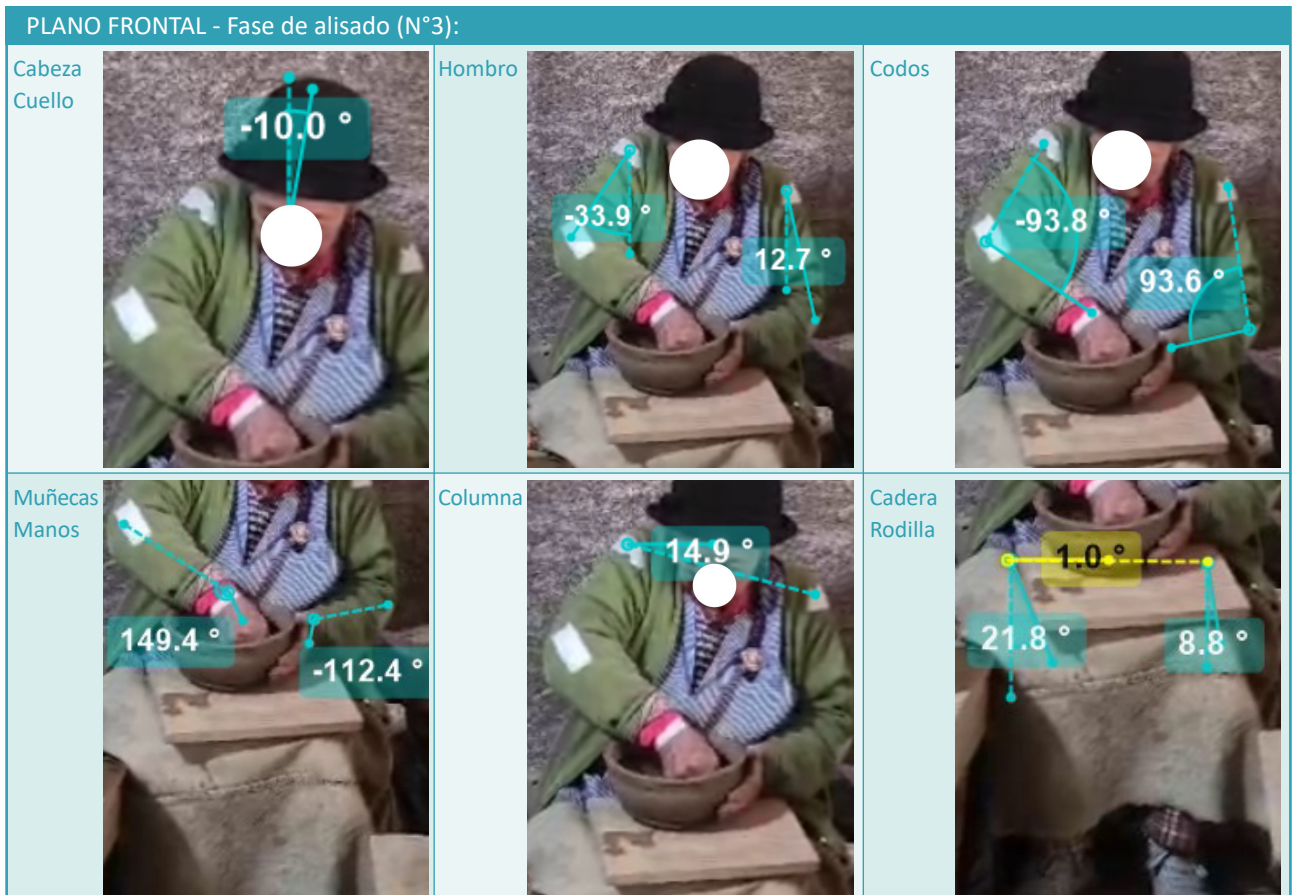 PLANO FRONTAL - Fase de alisado (N°3):
Cabeza
Cuello
-10.0 °
Hombro
-33.9 °
12.7 °
Codos
-93.8 °
93.6 °
Muñecas
Manos
149.4 °
-112.4 °
Columna
14.9 °
Cadera
Rodilla
1.0 °
21.8 °
8.8 °